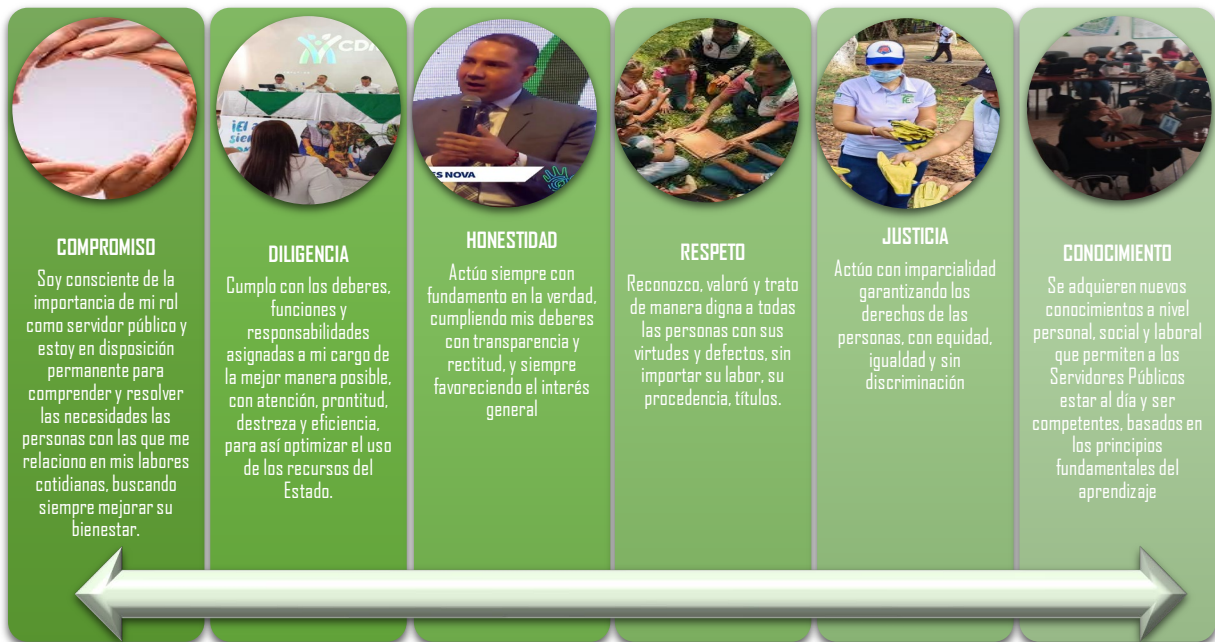 CDM
¡El a
sien
ES NOVA
COMPROMISO
Soy consciente de la
importancia de mi rol
como servidor público y
estoy en disposición
permanente para
comprender y resolver
las necesidades las
personas con las que me
relaciono en mis labores
cotidianas, buscando
siempre mejorar su
bienestar.
DILIGENCIA
Cumplo con los deberes,
funciones y
responsabilidades
asignadas a mi cargo de
la mejor manera posible,
con atención, prontitud,
destreza y eficiencia,
para así optimizar el uso
de los recursos del
Estado.
HONESTIDAD
Actúo siempre con
fundamento en la verdad,
cumpliendo mis deberes
con transparencia y
rectitud, y siempre
favoreciendo el interés
general
RESPETO
Reconozco, valoró y trato
de manera digna a todas
las personas con sus
virtudes y defectos, sin
importar su labor, su
procedencia, títulos.
JUSTICIA
Actúo con imparcialidad
garantizando los
derechos de las
personas, con equidad,
igualdad y sin
discriminación
CONOCIMIENTO
Se adquieren nuevos
conocimientos a nivel
personal, social y laboral
que permiten a los
Servidores Públicos
estar al día y ser
competentes, basados en
los principios
fundamentales del
aprendizaje